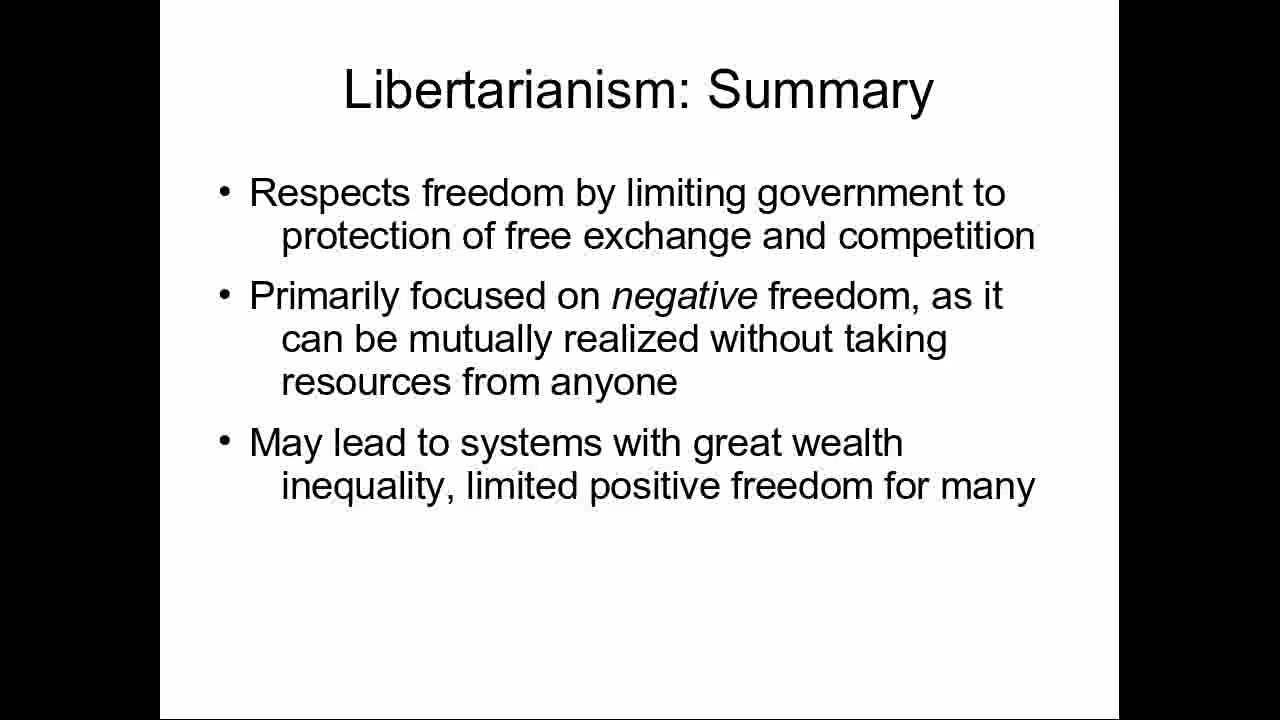 Libertarianism: Summary
• Respects freedom by limiting government to
protection of free exchange and competition
• Primarily focused on negative freedom, as it
can be mutually realized without taking
resources from anyone
• May lead to systems with great wealth
inequality, limited positive freedom for many